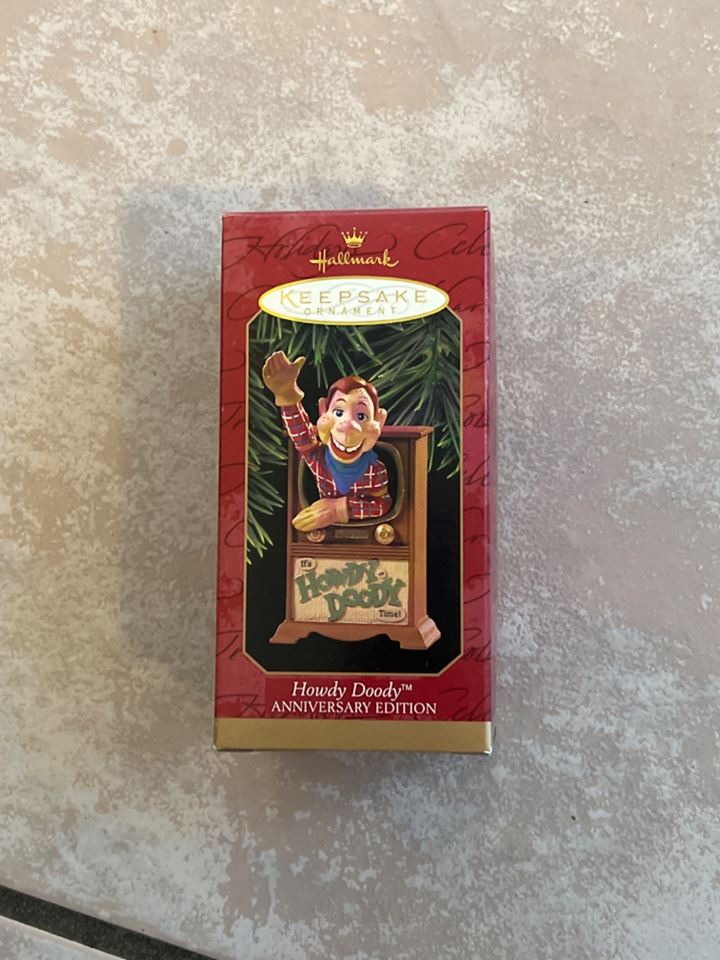 Hallmark
KEEPSAKE
ORNAMENT
It's
HOWDY
DOODY
Time!
Howdy Doody™
ANNIVERSARY EDITION